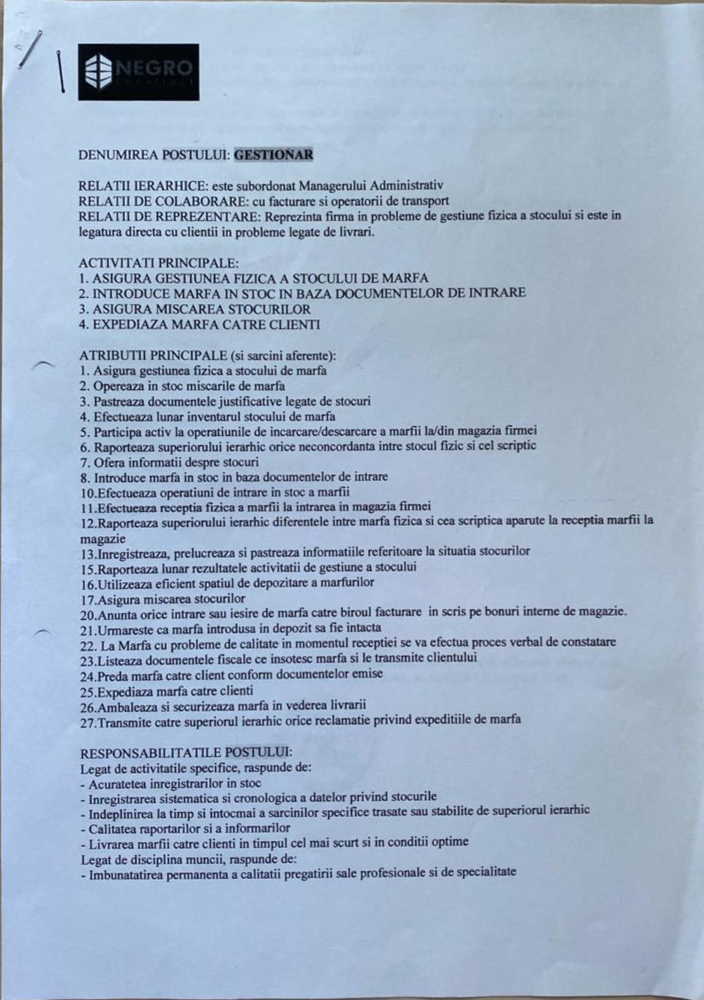 NEGRO
DENUMIREA POSTULUI: GESTIONAR
RELATII IERARHICE: este subordonat Managerului Administrativ
RELATII DE COLABORARE: cu facturare si operatorii de transport
RELATII DE REPREZENTARE: Reprezinta firma in probleme de gestiune fizica a stocului si este in
legatura directa cu clientii in probleme legate de livrari.
ACTIVITATI PRINCIPALE:
1. ASIGURA GESTIUNEA FIZICA A STOCULUI DE MARFA
2. INTRODUCE MARFA IN STOC IN BAZA DOCUMENTELOR DE INTRARE
3. ASIGURA MISCAREA STOCURILOR
4. EXPEDIAZA MARFA CATRE CLIENTI
ATRIBUTII PRINCIPALE (si sarcini aferente):
1. Asigura gestiunea fizica a stocului de marfa
2. Opereaza in stoc miscarile de marfa
3. Pastreaza documentele justificative legate de stocuri
4. Efectueaza lunar inventarul stocului de marfa
5. Participa activ la operatiunile de incarcare/descarcare a marfii la/din magazia firmei
6. Raporteaza superiorului ierarhic orice neconcordanta intre stocul fizic si cel scriptic
7. Ofera informatii despre stocuri
8. Introduce marfa in stoc in baza documentelor de intrare
10.Efectueaza operatiuni de intrare in stoc a marfii
11.Efectueaza receptia fizica a marfii la intrarea in magazia firmei
12.Raporteaza superiorului ierarhic diferentele intre marfa fizica si cea scriptica aparute la receptia marfii la
magazie
13.Inregistreaza, prelucreaza si pastreaza informatiile referitoare la situatia stocurilor
15.Raporteaza lunar rezultatele activitatii de gestiune a stocului
16.Utilizeaza eficient spatiul de depozitare a marfurilor
17.Asigura miscarea stocurilor
20.Anunta orice intrare sau iesire de marfa catre biroul facturare in scris pe bonuri interne de magazie.
21.Urmareste ca marfa introdusa in depozit sa fie intacta
22. La Marfa cu probleme de calitate in momentul receptiei se va efectua proces verbal de constatare
23.Listeaza documentele fiscale ce insotesc marfa si le transmite clientului
24.Preda marfa catre client conform documentelor emise
25.Expediaza marfa catre clienti
26.Ambaleaza si securizeaza marfa in vederea livrarii
27.Transmite catre superiorul ierarhic orice reclamatie privind expeditiile de marfa
RESPONSABILITATILE POSTULUI:
Legat de activitatile specifice, raspunde de:
- Acuratetea inregistrarilor in stoc
- Inregistrarea sistematica si cronologica a datelor privind stocurile
- Indeplinirea la timp si intocmai a sarcinilor specifice trasate sau stabilite de superiorul ierarhic
- Calitatea raportarilor si a informarilor
- Livrarea marfii catre clienti in timpul cel mai scurt si in conditii optime
Legat de disciplina muncii, raspunde de:
- Imbunatatirea permanenta a calitatii pregatirii sale profesionale si de specialitate